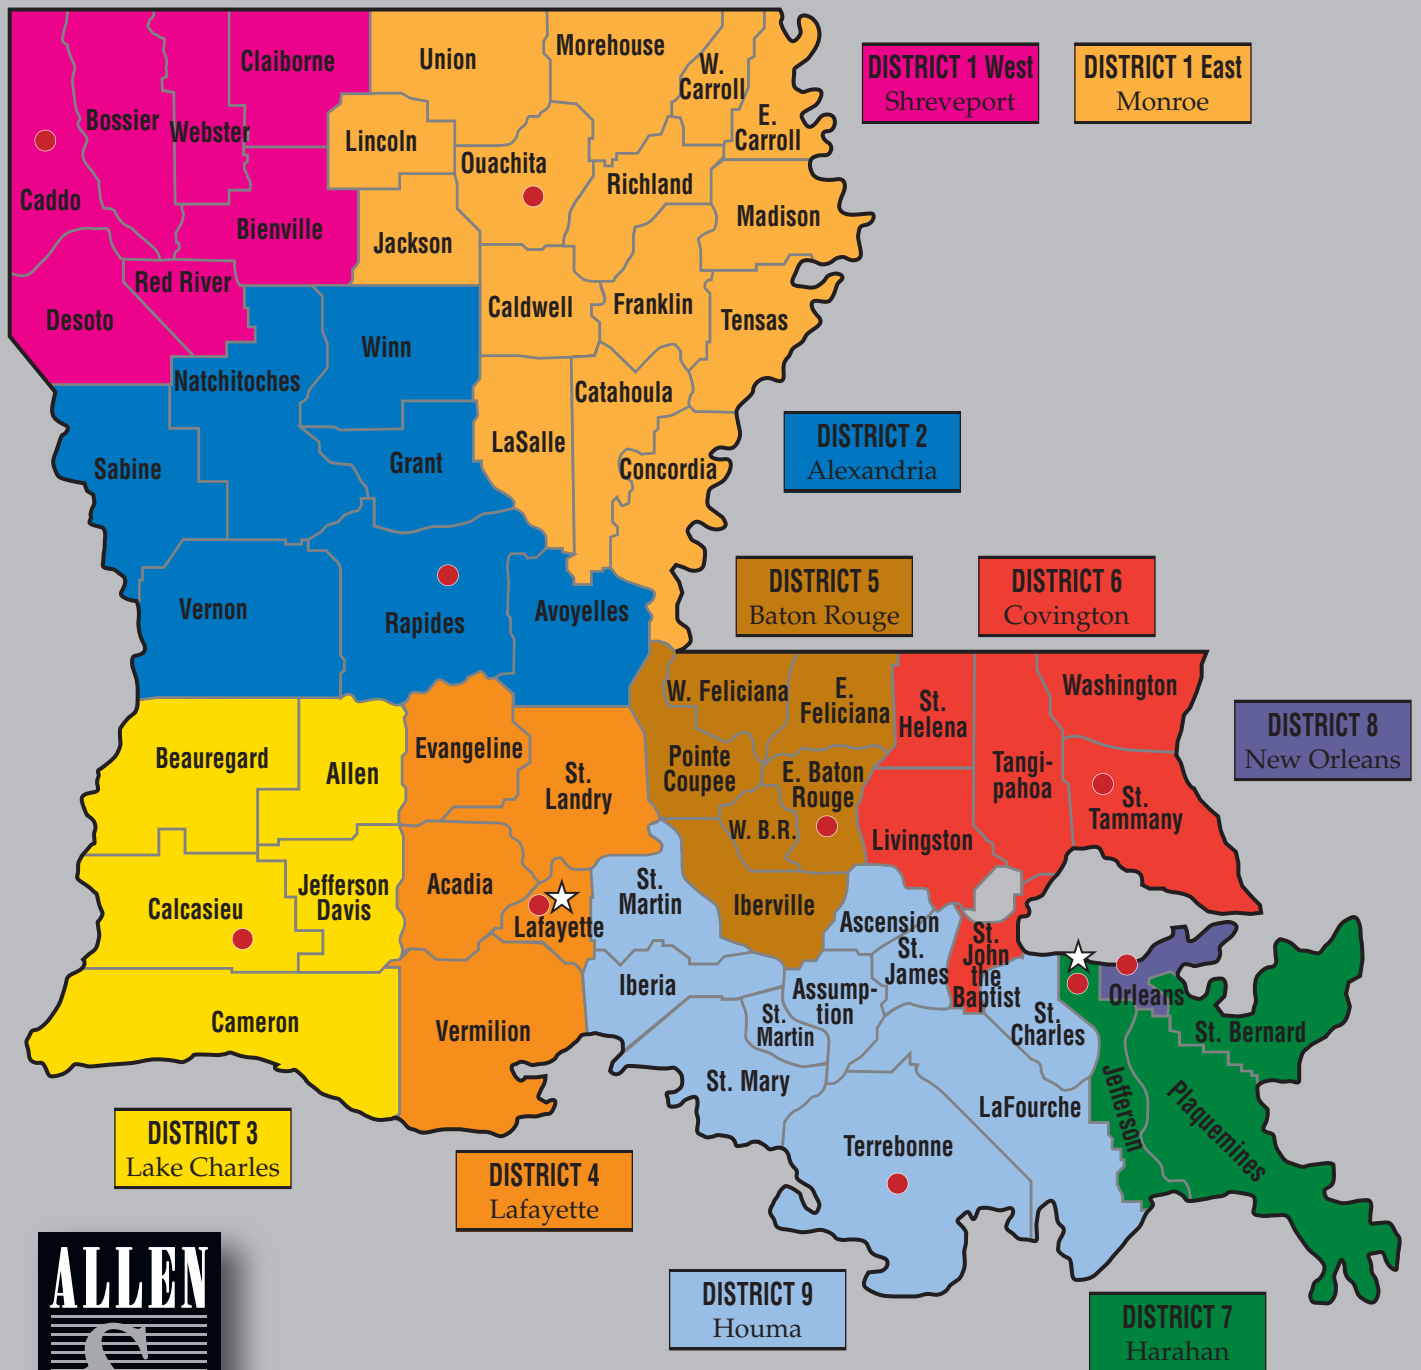 Claiborne
Union
Morehouse
W.
Carroll
DISTRICT 1 West
Shreveport
DISTRICT 1 East
Monroe
Bossier
Webster
Lincoln
E.
Carroll
Ouachita
Caddo
Richland
Madison
Bienville
Jackson
Red River
Desoto
Caldwell
Franklin
Tensas
Winn
Natchitoches
Catahoula
LaSalle
DISTRICT 2
Alexandria
Sabine
Grant
Concordia
Vernon
Rapides
Avoyelles
DISTRICT 5
Baton Rouge
DISTRICT 6
Covington
W. Feliciana
E.
Feliciana
St.
Helena
Washington
DISTRICT 8
New Orleans
Beauregard
Allen
Evangeline
St.
Landry
Pointe
Coupee
E. Baton
Rouge
Tangi-
pahoa
St.
Tammany
W. B.R.
Livingston
Jefferson
Davis
Acadia
St.
Martin
Calcasieu
Lafayette
Iberville
Ascension
St.
James
St.
John
the
Baptist
Iberia
Assump-
tion
Orleans
Cameron
Vermilion
St.
Martin
St.
Charles
St. Bernard
St. Mary
LaFourche
Jefferson
Plaquemines
DISTRICT 3
Lake Charles
Terrebonne
DISTRICT 4
Lafayette
ALLEN
S
DISTRICT 9
Houma
DISTRICT 7
Harahan